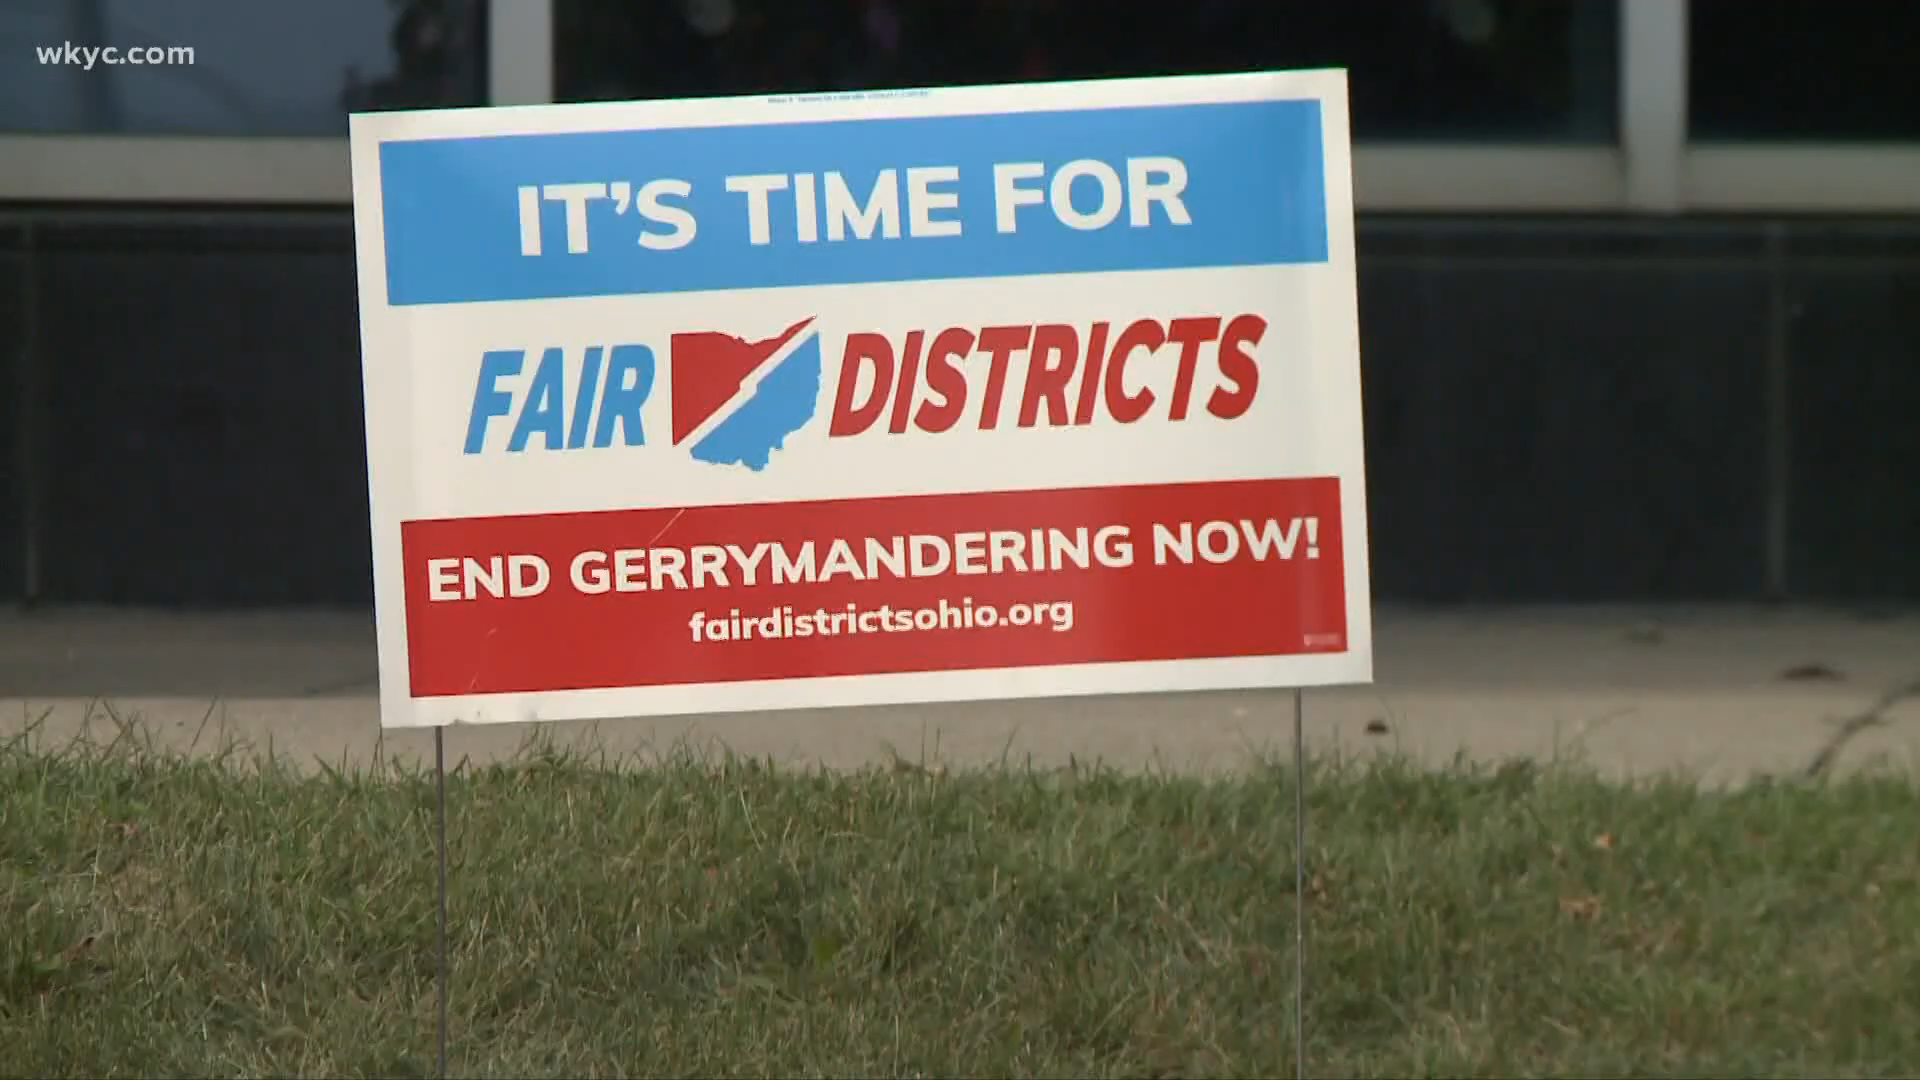 wkyc.com
IT'S TIME FOR
FAIR DISTRICTS
END GERRYMANDERING NOW!
fairdistrictsohio.org